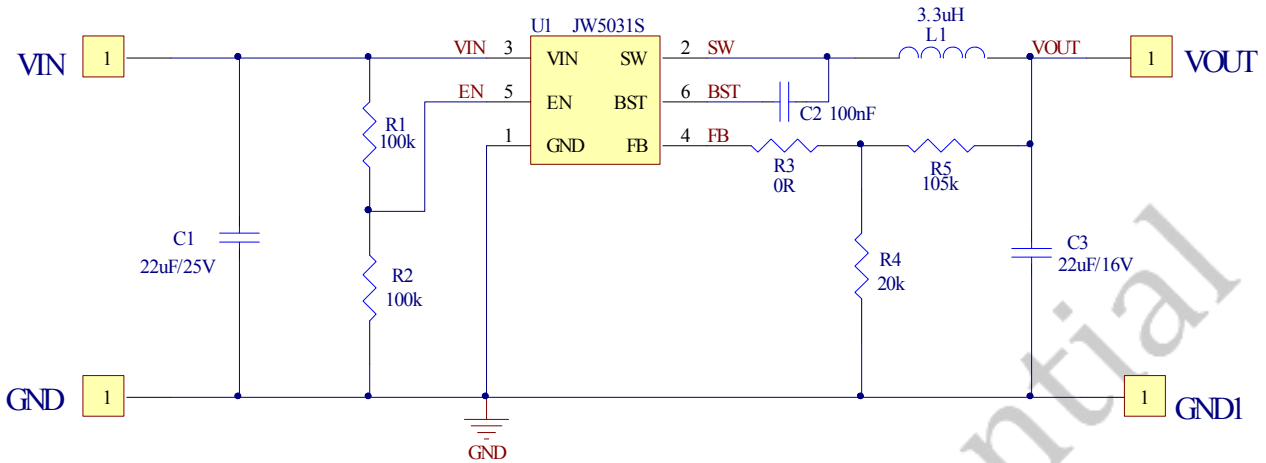 U1 JW5031S
3.3uH
L1
VIN 1
VIN 3 VIN SW 2 SW
VOUT
1 VOUT
EN 5 EN BST 6 BST
C2 100nF
1 GND FB 4 FB
R1
100k
R3
0R
R5
105k
C1
22uF/25V
R2
100k
R4
20k
C3
22uF/16V
GND 1
1 GND1
GND
ntial